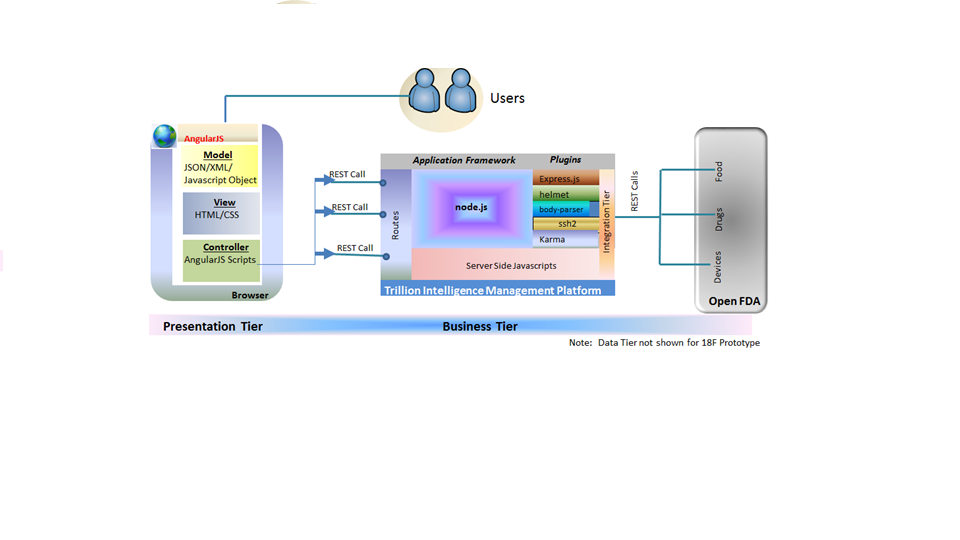 Users
AngularJS
Model
JSON/XML/
Javascript Object
View
HTML/CSS
Controller
AngularJS Scripts
Browser
REST Call
REST Call
REST Call
Application Framework
Plugins
Routes
node.js
Express.js
helmet
body-parser
ssh2
Karma
Integration Tier
Server Side Javascripts
Trillion Intelligence Management Platform
REST Calls
Food
Drugs
Devices
Open FDA
Presentation Tier
Business Tier
Note: Data Tier not shown for 18F Prototype